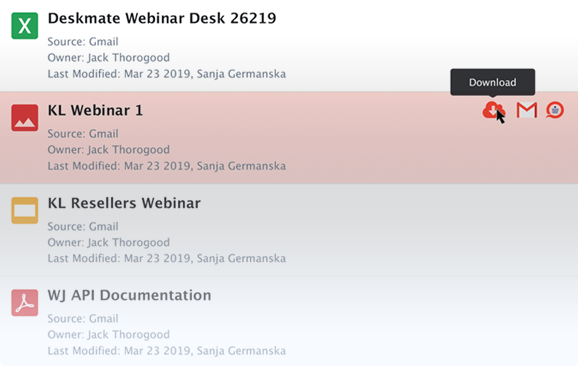 Deskmate Webinar Desk 26219
Source: Gmail
Owner: Jack Thorogood
Last Modified: Mar 23 2019, Sanja Germanska
Download
KL Webinar 1
Source: Gmail
Owner: Jack Thorogood
Last Modified: Mar 23 2019, Sanja Germanska
KL Resellers Webinar
Source: Gmail
Owner: Jack Thorogood
Last Modified: Mar 23 2019, Sanja Germanska
WJ API Documentation
Source: Gmail
Owner: Jack Thorogood
Last Modified: Mar 23 2019, Sanja Germanska